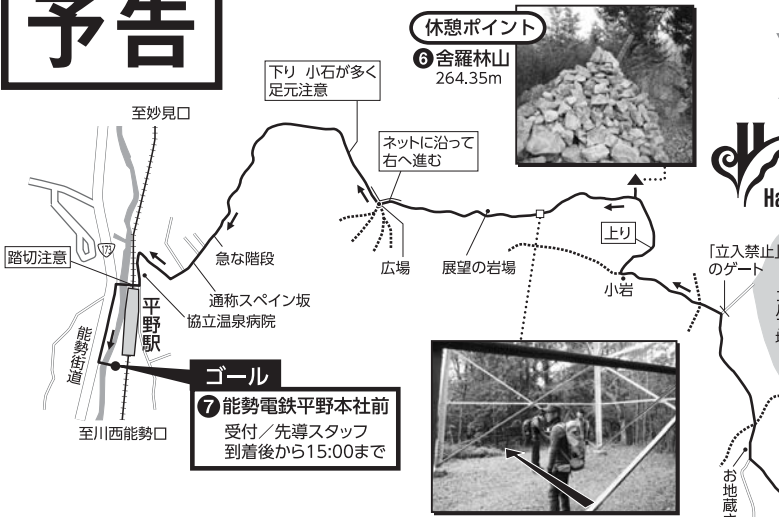 予告
休憩ポイント
❻舎羅林山
264.35m
下り 小石が多く
足元注意
至妙見口
ネットに沿って
右へ進む
上り
「立入禁止」
のゲート
小岩
展望の岩場
広場
急な階段
通称スペイン坂
協立温泉病院
踏切注意
173
平野駅
能勢街道
ゴール
❼能勢電鉄平野本社前
受付／先導スタッフ
到着後から15:00まで
至川西能勢口
お地蔵
Ha